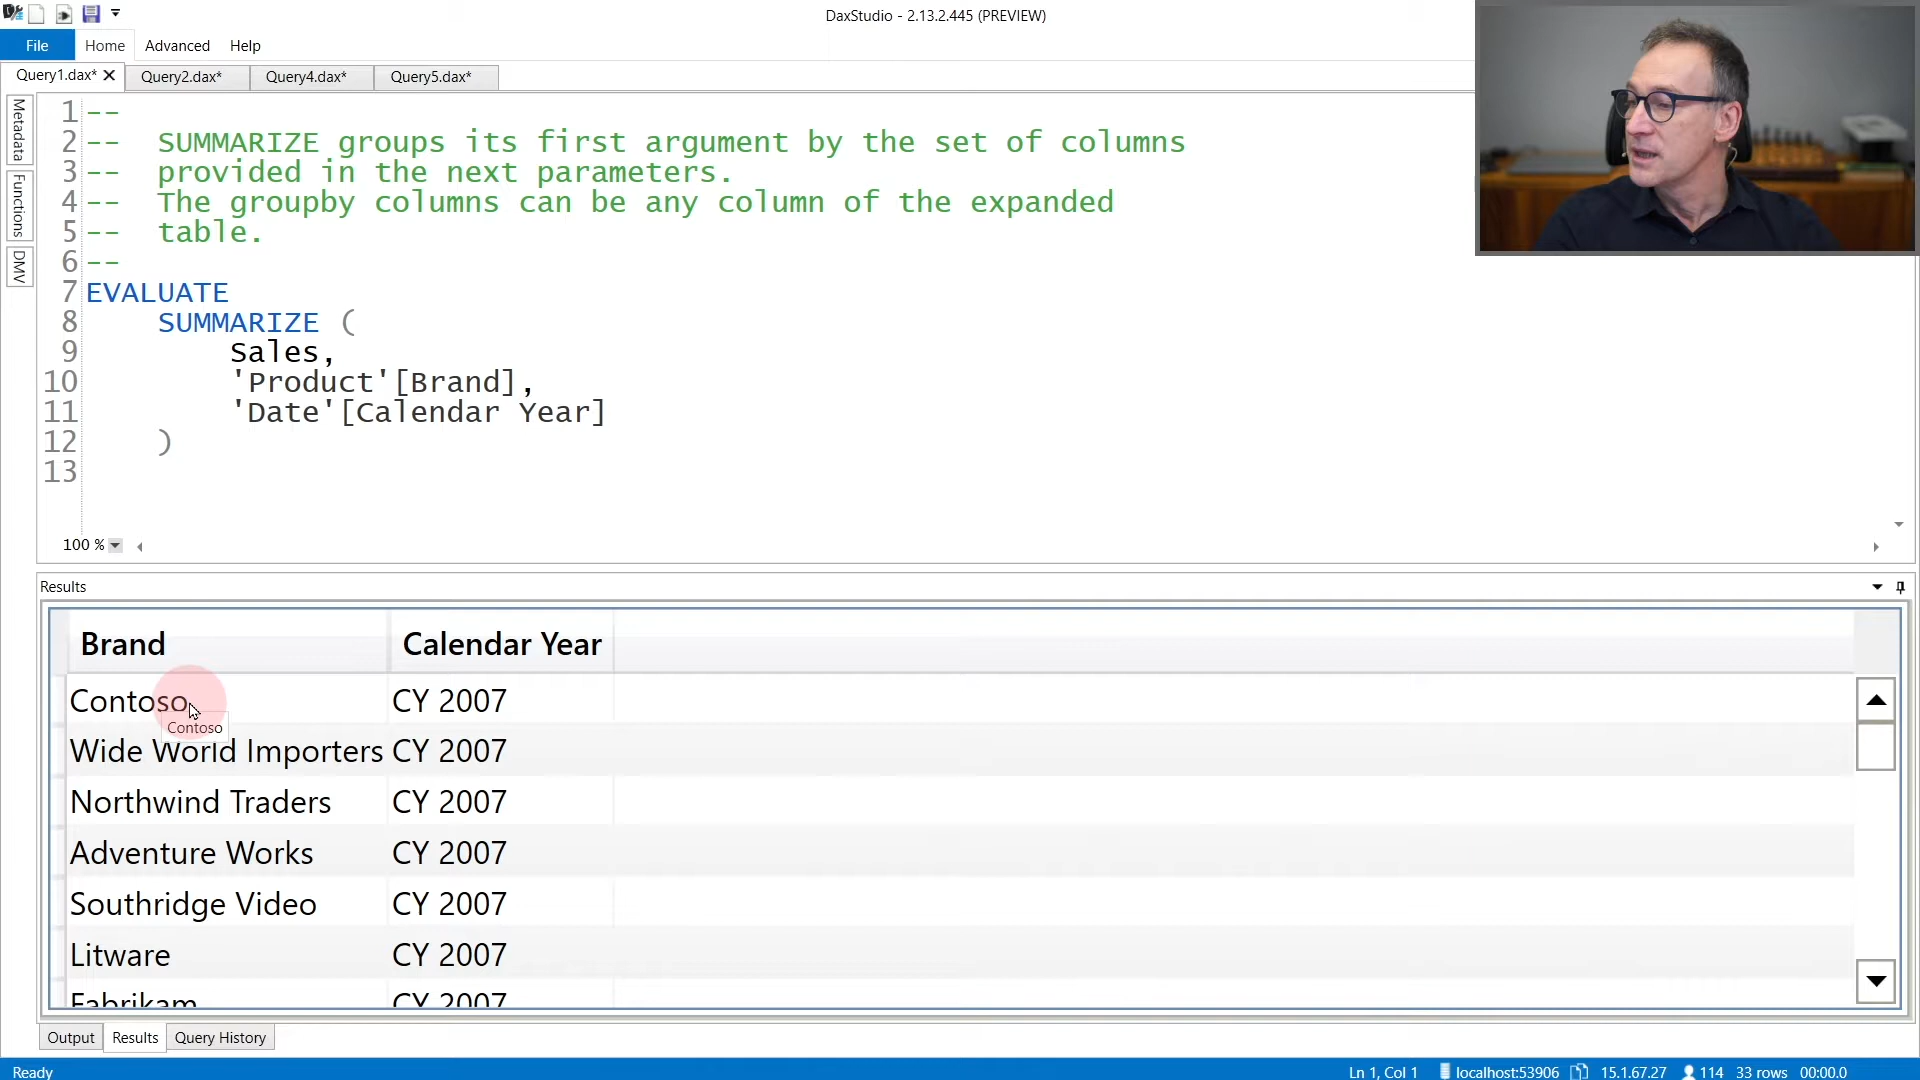 DaxStudio - 2.13.2.445 (PREVIEW)
File Home Advanced Help
Query1.dax* Query2.dax* Query4.dax* Query5.dax*
Metadata
Functions
DMV
1 --
2 -- SUMMARIZE groups its first argument by the set of columns
3 -- provided in the next parameters.
4 -- The groupby columns can be any column of the expanded
5 -- table.
6 --
7 EVALUATE
8 SUMMARIZE (
9 Sales,
10 'Product'[Brand],
11 'Date'[Calendar Year]
12 )
13
100 %
Results
Brand Calendar Year
Contoso CY 2007
Contoso
Wide World Importers CY 2007
Northwind Traders CY 2007
Adventure Works CY 2007
Southridge Video CY 2007
Litware CY 2007
Fabrikam CY 2007
Output Results Query History
Ready Ln 1, Col 1 localhost:53906 15.1.67.27 114 33 rows 00:00.0